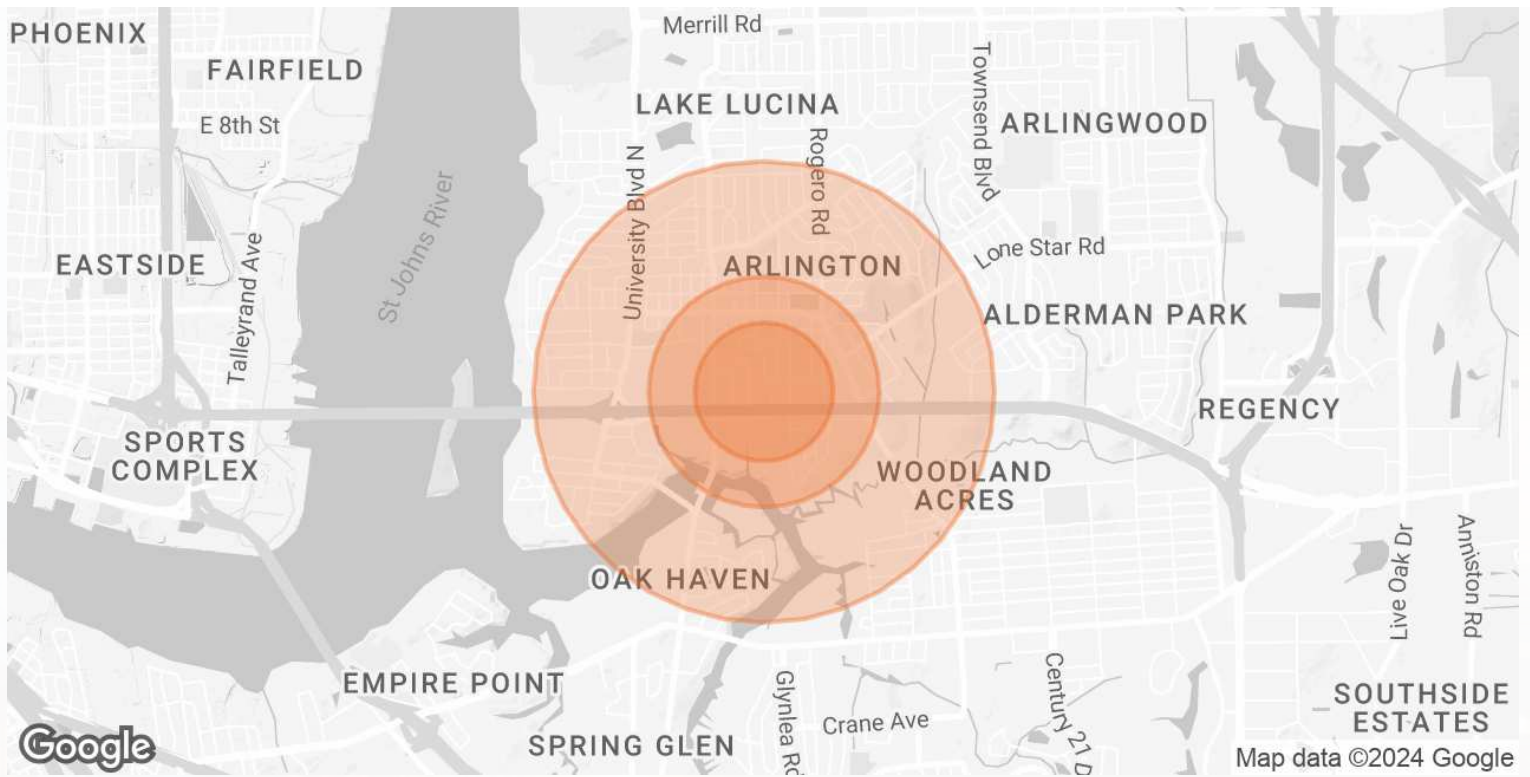 PHOENIX
Merrill Rd
FAIRFIELD
Townsend Blvd
LAKE LUCINA
E 8th St
ARLINGWOOD
Rogero Rd
University Blvd N
St Johns River
Talleyrand Ave
EASTSIDE
ARLINGTON
Lone Star Rd
ALDERMAN PARK
REGENCY
SPORTS
COMPLEX
WOODLAND
ACRES
Live Oak Dr
Anniston Rd
OAK HAVEN
EMPIRE POINT
Glynlea Rd
Century 21 D
SOUTHSIDE
ESTATES
Crane Ave
SPRING GLEN
Google
Map data ©2024 Google